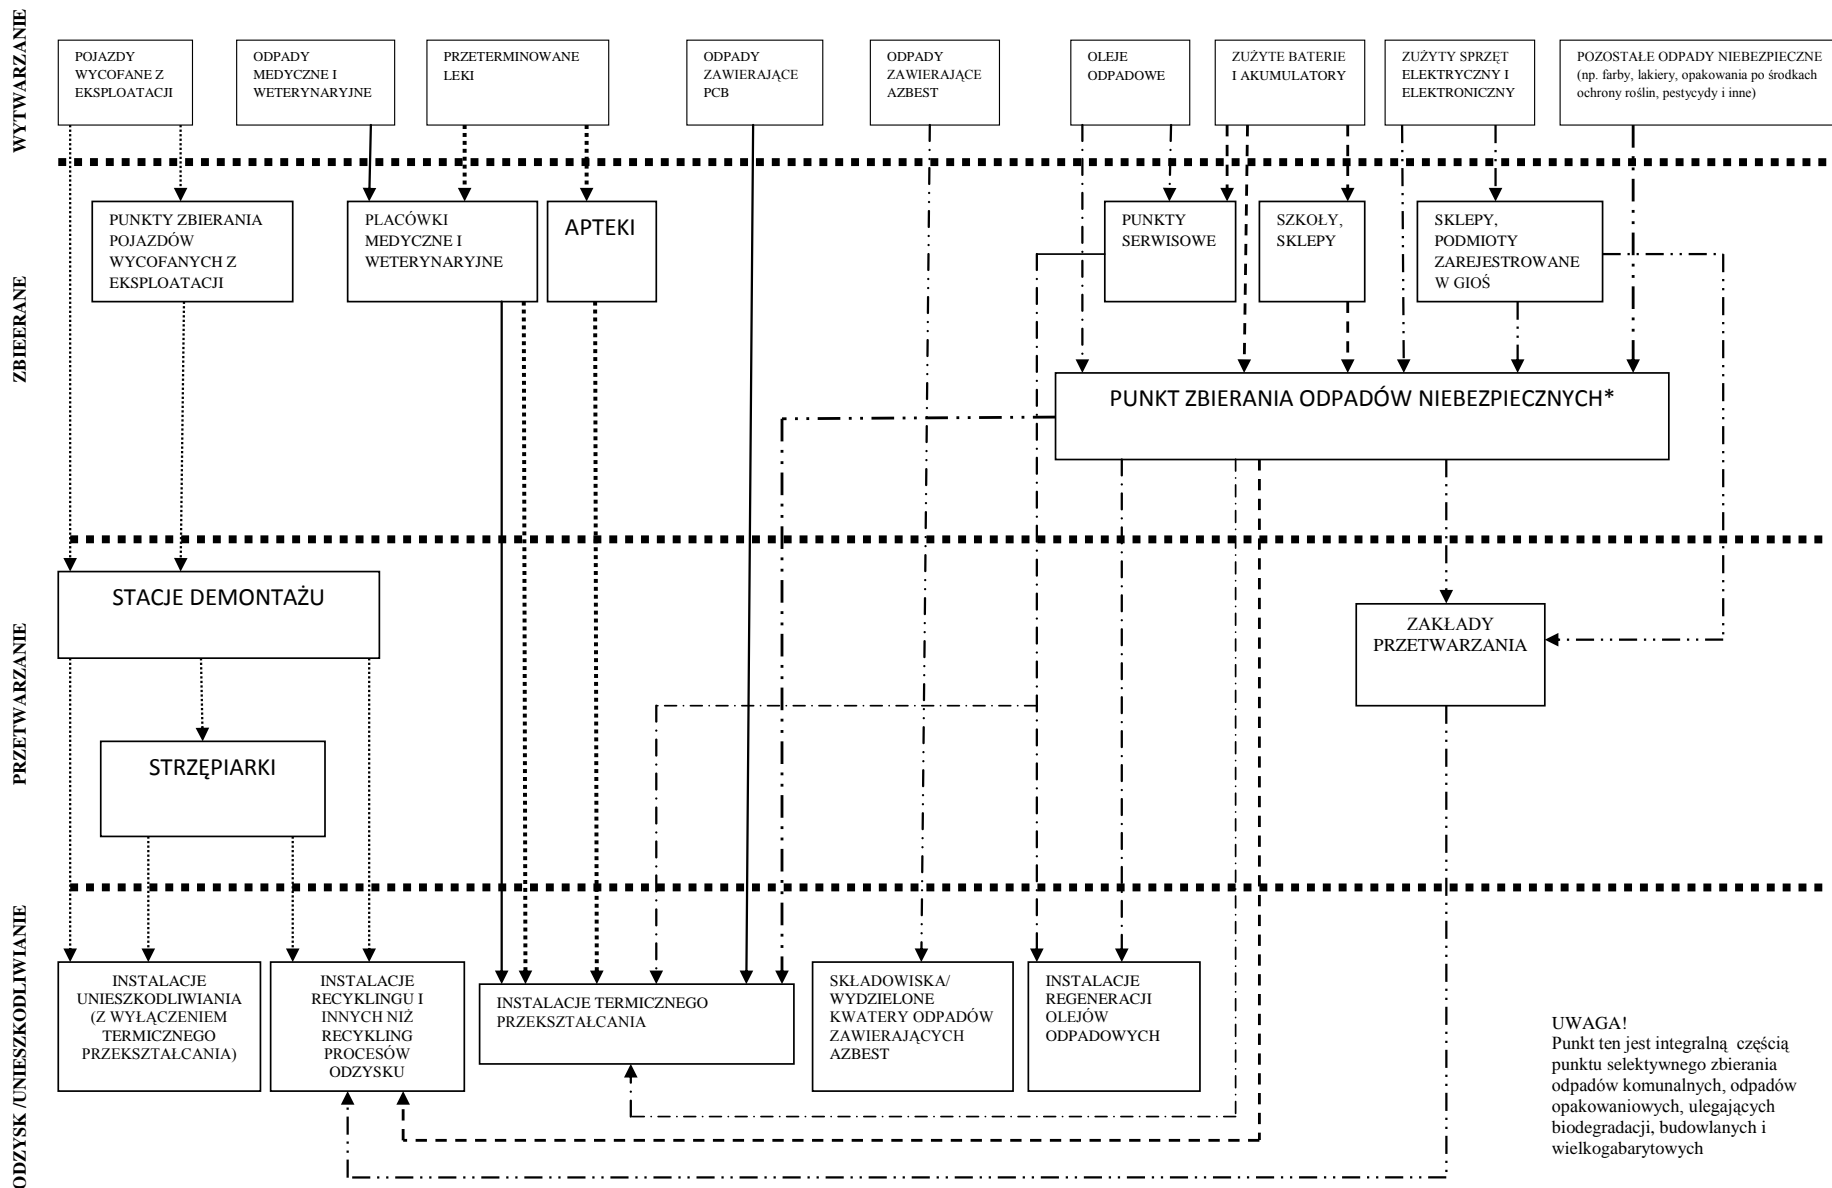 WYTWARZANIE
POJAZDY
WYCOFANE Z
EKSPLOATACJI
ODPADY
MEDYCZNE I
WETERYNARYJNE
PRZETERMINOWANE
LEKI
ODPADY
ZAWIERAJĄCE
PCB
ODPADY
ZAWIERAJĄCE
AZBEST
OLEJE
ODPADOWE
ZUŻYTE BATERIE
I AKUMULATORY
ZUŻYTY SPRZĘT
ELEKTRYCZNY I
ELEKTRONICZNY
POZOSTAŁE ODPADY NIEBEZPIECZNE
(np. farby, lakiery, opakowania po środkach
ochrony roślin, pestycydy i inne)
ZBIERANE
PUNKTY ZBIERANIA
POJAZDÓW
WYCOFANYCH Z
EKSPLOATACJI
PLACÓWKI
MEDYCZNE I
WETERYNARYJNE
APTEKI
PUNKTY
SERWISOWE
SZKOŁY,
SKLEPY
SKLEPY,
PODMIOTY
ZAREJESTROWANE
W GIOŚ
PUNKT ZBIERANIA ODPADÓW NIEBEZPIECZNYCH*
PRZETWARZANIE
STACJE DEMONTAŻU
ZAKŁADY
PRZETWARZANIA
STRZĘPIARKI
ODZYSK /UNIESZKODLIWIANIE
INSTALACJE
UNIESZKODLIWIANIA
(Z WYŁĄCZENIEM
TERMICZNEGO
PRZEKSZTAŁCANIA)
INSTALACJE
RECYKLINGU I
INNYCH NIŻ
RECYKLING
PROCESÓW
ODZYSKU
INSTALACJE TERMICZNEGO
PRZEKSZTAŁCANIA
SKŁADOWISKA/
WYDZIELONE
KWATERY ODPADÓW
ZAWIERAJĄCYCH
AZBEST
INSTALACJE
REGENERACJI
OLEJÓW
ODPADOWYCH
UWAGA!
Punkt ten jest integralną częścią
punktu selektywnego zbierania
odpadów komunalnych, odpadów
opakowaniowych, ulegających
biodegradacji, budowlanych i
wielkogabarytowych